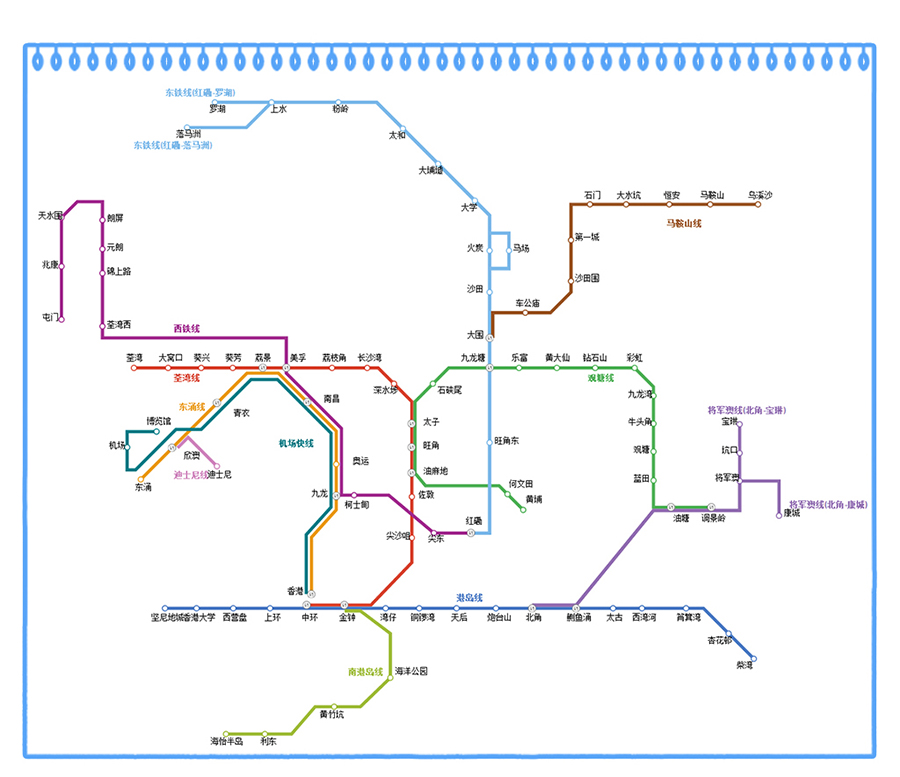 东铁线(红磡-罗湖)
罗湖
上水
粉岭
落马洲
东铁线(红磡-落马洲)
太和
大埔墟
大学
石门
大水坑
恒安
马鞍山
乌溪沙
马鞍山线
天水围
朗屏
第一城
火炭
马场
元朗
兆康
锦上路
沙田
沙田围
车公庙
屯门
荃湾西
西铁线
大围
荃湾
大窝口
葵兴
葵芳
荔景
美孚
荔枝角
长沙湾
九龙塘
乐富
黄大仙
钻石山
彩虹
荃湾线
观塘线
深水埗
石硖尾
九龙湾
南昌
东涌线
青衣
将军澳线(北角-宝琳)
博览馆
太子
牛头角
宝琳
机场
机场快线
旺角
旺角东
观塘
坑口
欣澳
奥运
迪士尼线
迪士尼
油麻地
蓝田
将军澳
东涌
何文田
九龙
佐敦
柯士甸
黄埔
将军澳线(北角-康城)
康城
油塘
调景岭
红磡
尖沙咀
尖东
香港
港岛线
坚尼地城
香港大学
西营盘
上环
中环
金钟
湾仔
铜锣湾
天后
炮台山
北角
鲗鱼涌
太古
西湾河
筲箕湾
杏花邨
柴湾
南港岛线
海洋公园
黄竹坑
海怡半岛
利东